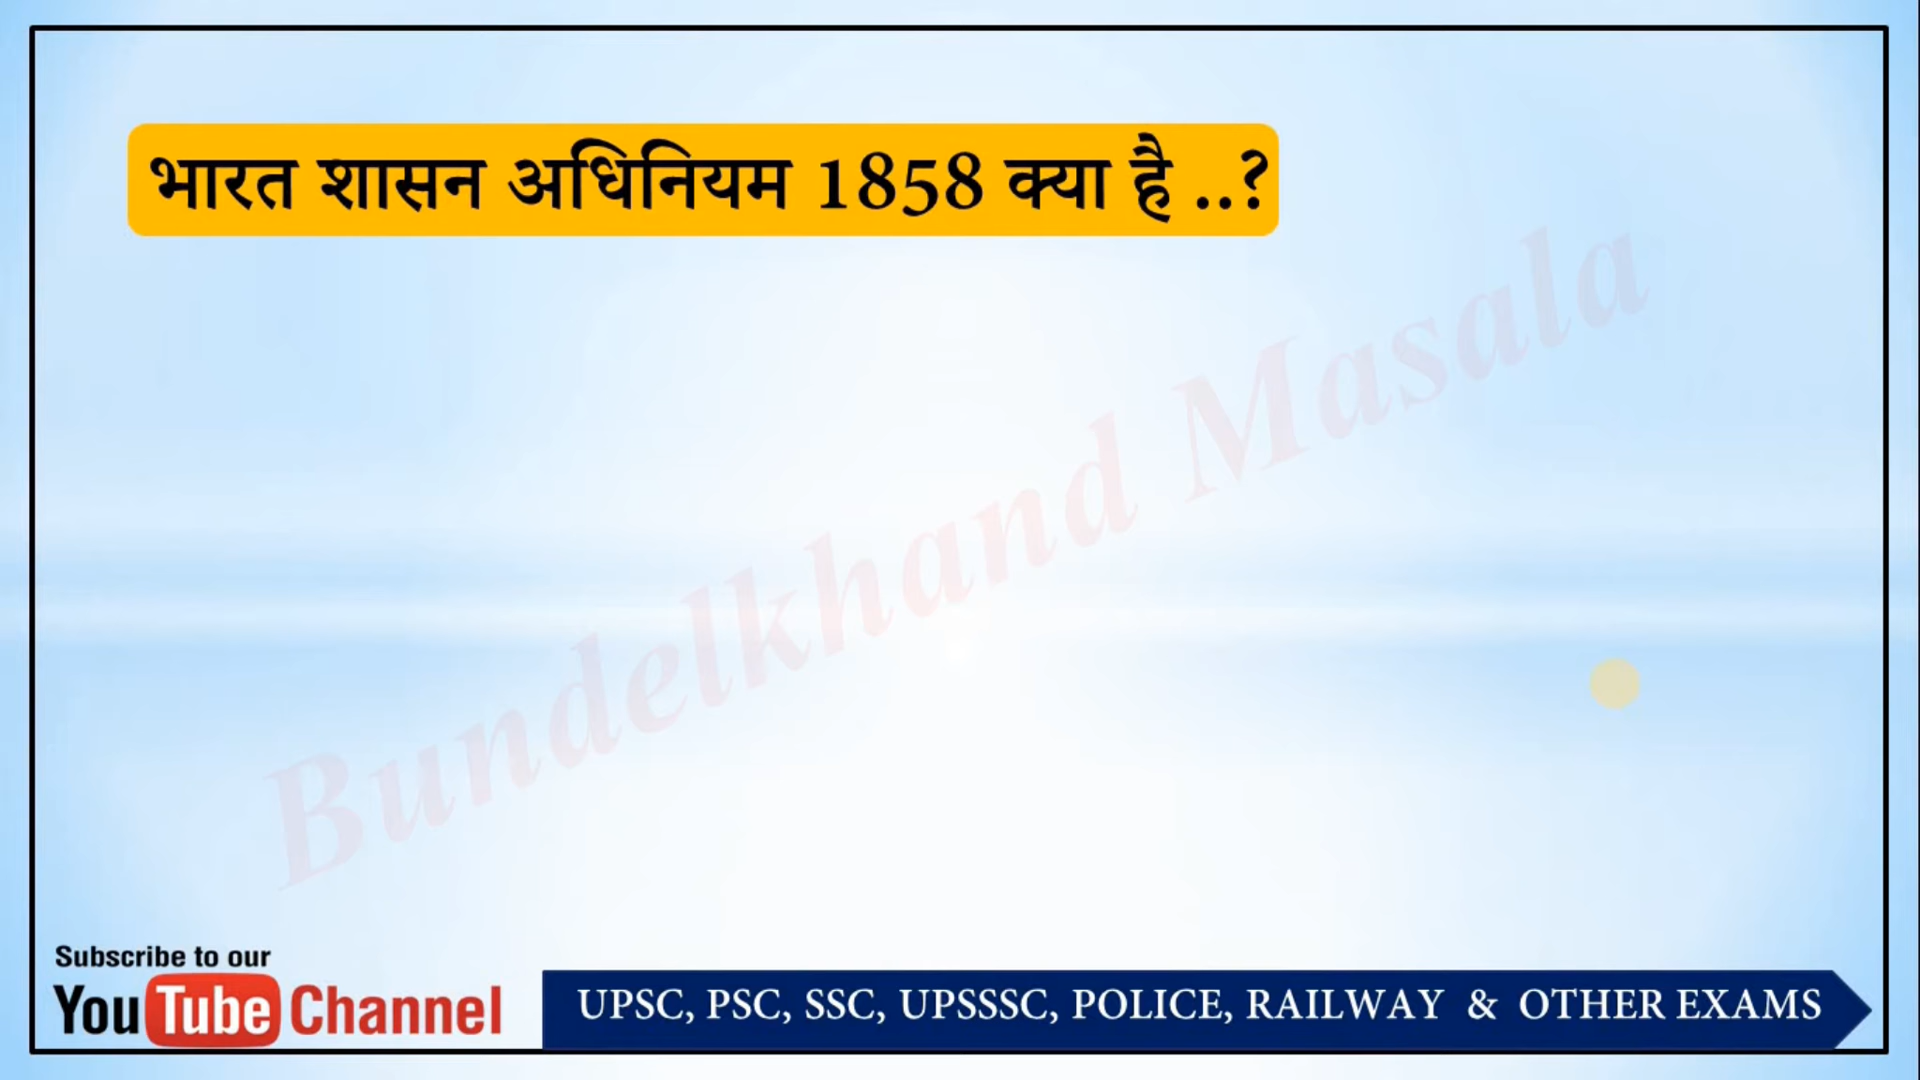 भारत शासन अधिनियम 1858 क्या है ..?
Bundelkhand Masala
Subscribe to our
YouTube Channel
UPSC, PSC, SSC, UPSSSC, POLICE, RAILWAY & OTHER EXAMS